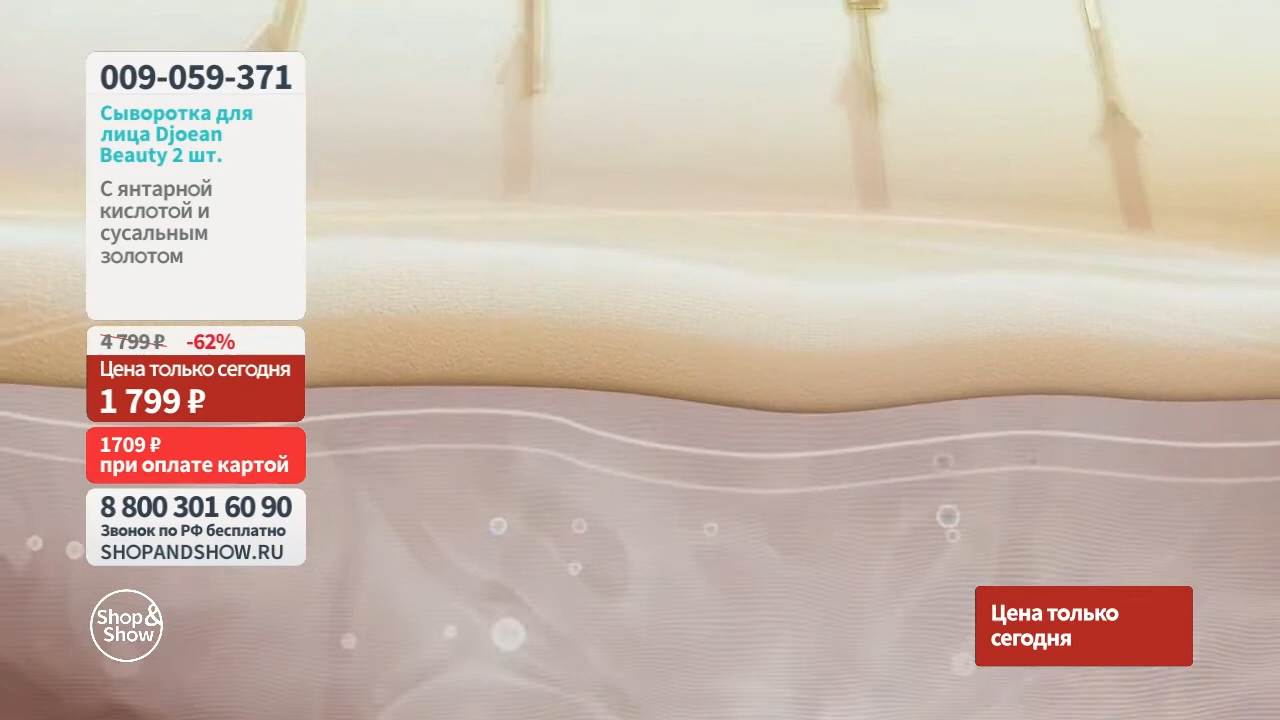 009-059-371
Сыворотка для
лица Djoean
Beauty 2 шт.
С янтарной
кислотой и
сусальным
золотом
4 799 ₽ -62%
Цена только сегодня
1 799 ₽
1709 ₽
при оплате картой
8 800 301 60 90
Звонок по РФ бесплатно
SHOPANDSHOW.RU
Shop&
Show
Цена только
сегодня